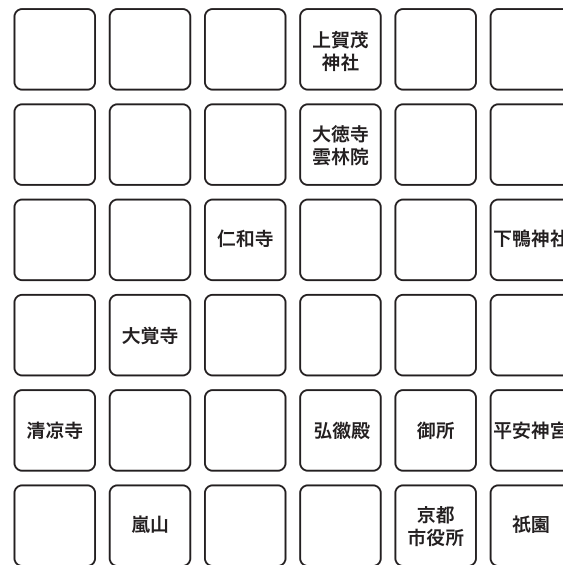 上賀茂
神社
大徳寺
雲林院
仁和寺
下鴨神社
大覚寺
清凉寺
弘徽殿
御所
平安神宮
嵐山
京都
市役所
祇園